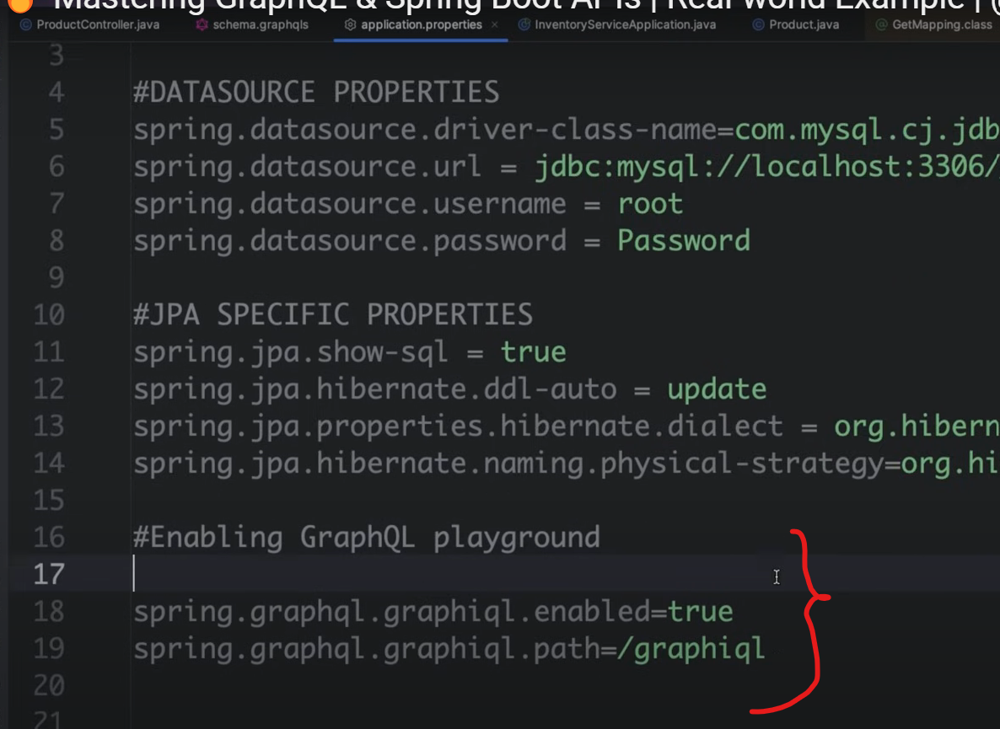 Mastering GraphQL & Spring Boot APIs | Real World Example |
ProductController.java schema.graphqls application.properties × InventoryServiceApplication.java Product.java GetMapping.class
3
4 #DATASOURCE PROPERTIES
5 spring.datasource.driver-class-name=com.mysql.cj.jdb
6 spring.datasource.url = jdbc:mysql://localhost:3306/
7 spring.datasource.username = root
8 spring.datasource.password = Password
9
10 #JPA SPECIFIC PROPERTIES
11 spring.jpa.show-sql = true
12 spring.jpa.hibernate.ddl-auto = update
13 spring.jpa.properties.hibernate.dialect = org.hibern
14 spring.jpa.hibernate.naming.physical-strategy=org.hi
15
16 #Enabling GraphQL playground
17
18 spring.graphql.graphiql.enabled=true
19 spring.graphql.graphiql.path=/graphiql
20
21